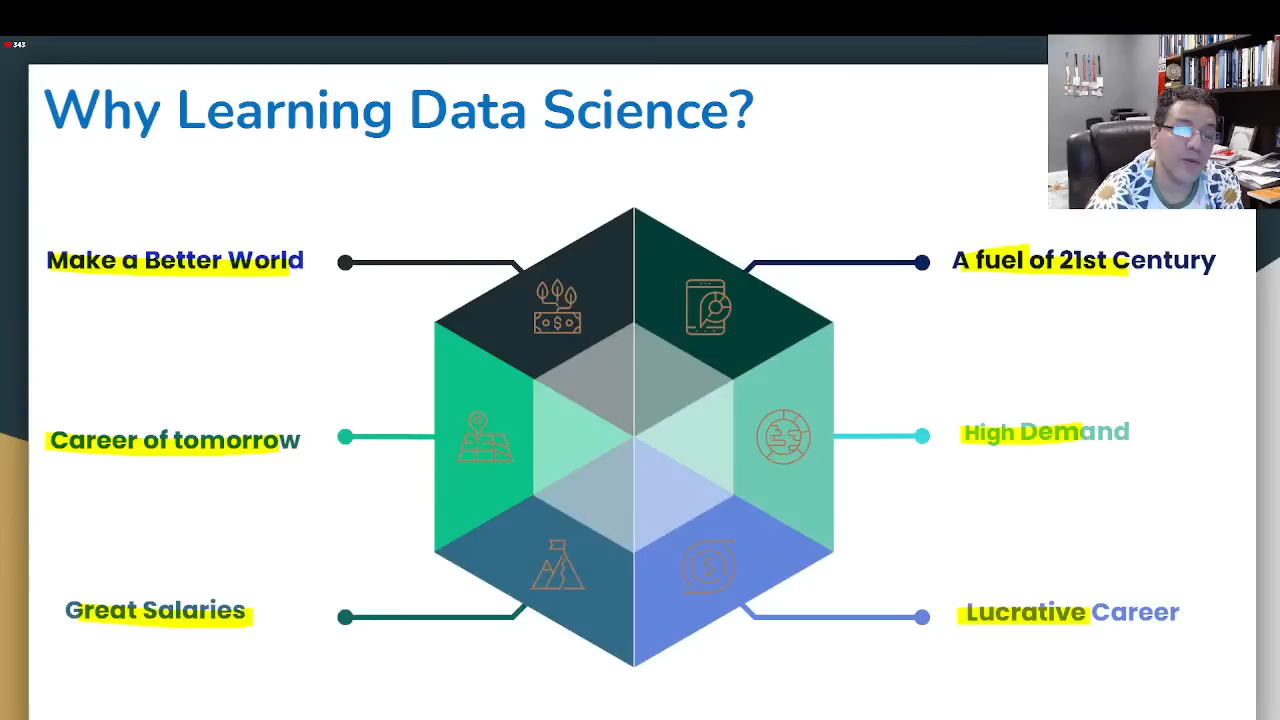 343
Why Learning Data Science?
Make a Better World
A fuel of 21st Century
Career of tomorrow
High Demand
Great Salaries
Lucrative Career